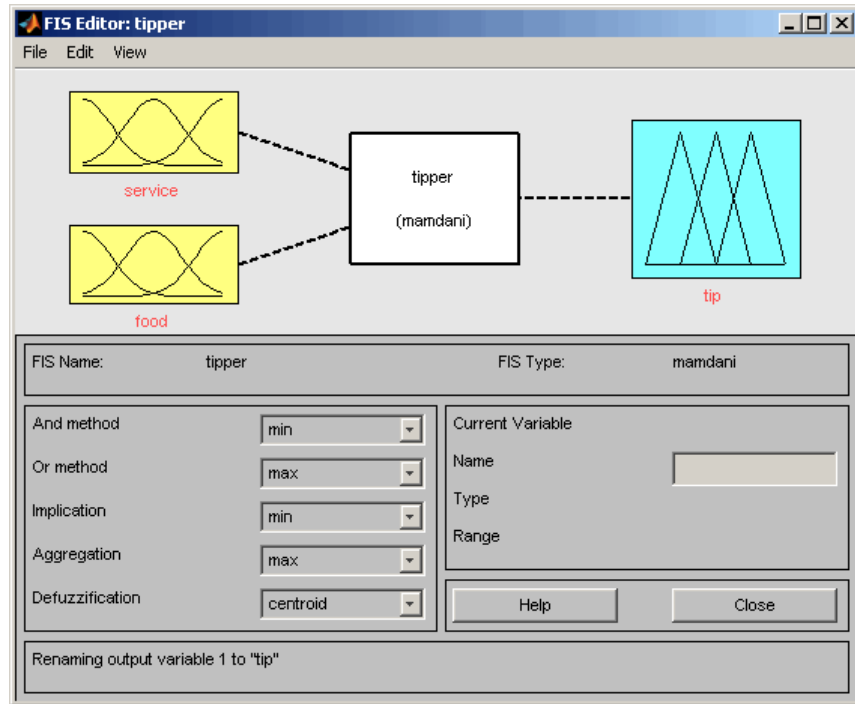 FIS Editor: tipper
File Edit View
service
food
tipper
(mamdani)
tip
FIS Name: tipper FIS Type: mamdani
And method min
Or method max
Implication min
Aggregation max
Defuzzification centroid
Current Variable
Name
Type
Range
Help Close
Renaming output variable 1 to "tip"